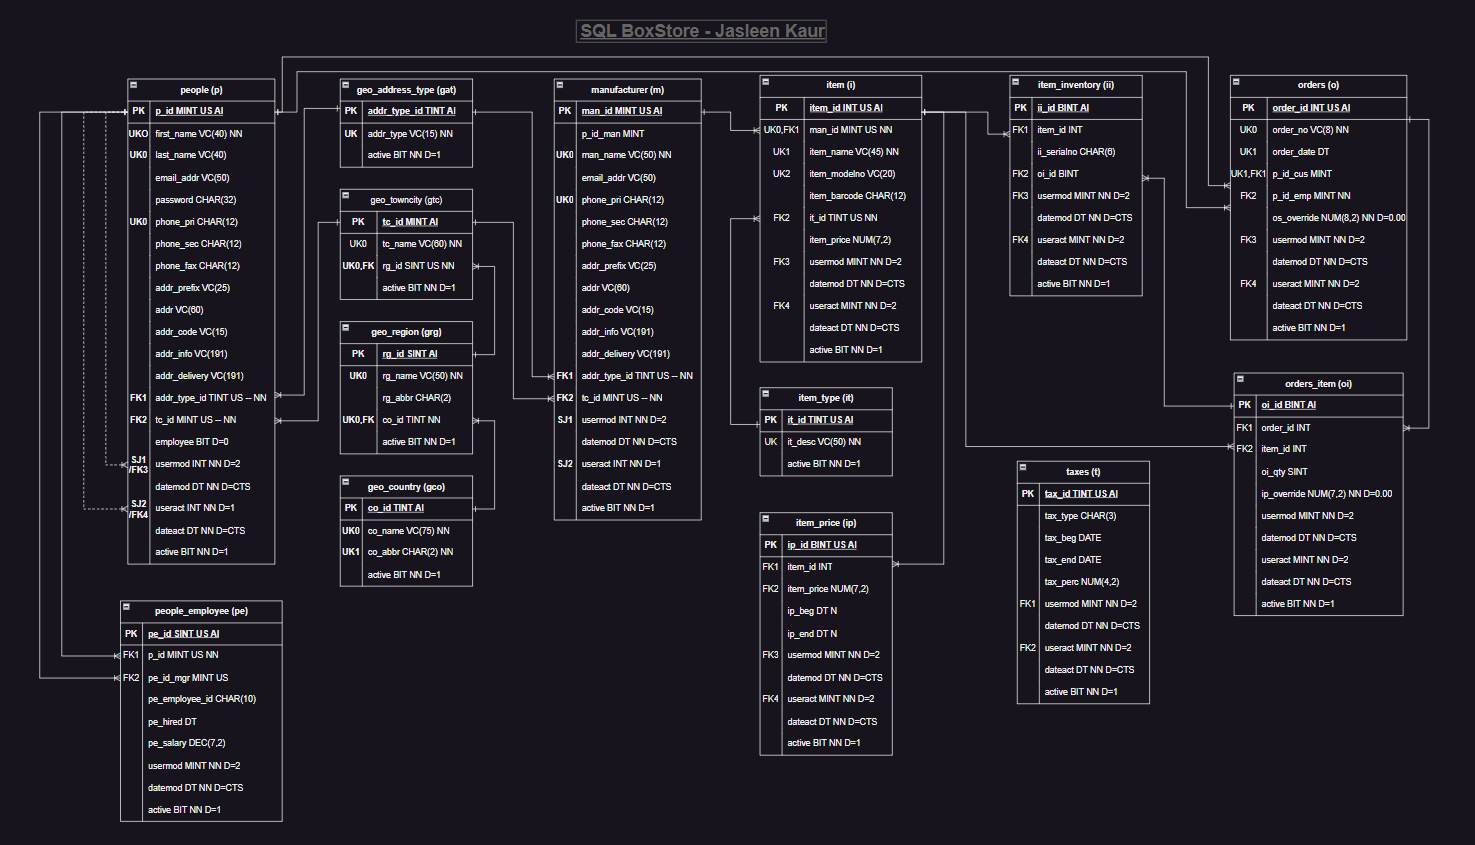 SQL BoxStore - Jasleen Kaur
people (p)
PK p_id MINT US AI
UKO first_name VC(40) NN
UK0 last_name VC(40)
email_addr VC(50)
password CHAR(32)
UK0 phone_pri CHAR(12)
phone_sec CHAR(12)
phone_fax CHAR(12)
addr_prefix VC(25)
addr VC(60)
addr_code VC(15)
addr_info VC(191)
addr_delivery VC(191)
FK1 addr_type_id TINT US -- NN
FK2 tc_id MINT US -- NN
employee BIT D=0
SJ1
/FK3 usermod INT NN D=2
datemod DT NN D=CTS
SJ2
/FK4 useract INT NN D=1
dateact DT NN D=CTS
active BIT NN D=1
people_employee (pe)
PK pe_id SINT US AI
FK1 p_id MINT US NN
FK2 pe_id_mgr MINT US
pe_employee_id CHAR(10)
pe_hired DT
pe_salary DEC(7,2)
usermod MINT NN D=2
datemod DT NN D=CTS
active BIT NN D=1
geo_address_type (gat)
PK addr_type_id TINT AI
UK addr_type VC(15) NN
active BIT NN D=1
geo_towncity (gtc)
PK tc_id MINT AI
UK0 tc_name VC(60) NN
UK0,FK rg_id SINT US NN
active BIT NN D=1
geo_region (grg)
PK rg_id SINT AI
UK0 rg_name VC(50) NN
rg_abbr CHAR(2)
UK0,FK co_id TINT NN
active BIT NN D=1
geo_country (gco)
PK co_id TINT AI
UK0 co_name VC(75) NN
UK1 co_abbr CHAR(2) NN
active BIT NN D=1
manufacturer (m)
PK man_id MINT US AI
p_id_man MINT
UK0 man_name VC(50) NN
email_addr VC(50)
UK0 phone_pri CHAR(12)
phone_sec CHAR(12)
phone_fax CHAR(12)
addr_prefix VC(25)
addr VC(60)
addr_code VC(15)
addr_info VC(191)
addr_delivery VC(191)
FK1 addr_type_id TINT US -- NN
FK2 tc_id MINT US -- NN
SJ1 usermod INT NN D=2
datemod DT NN D=CTS
SJ2 useract INT NN D=1
dateact DT NN D=CTS
active BIT NN D=1
item (i)
PK item_id INT US AI
UK0,FK1 man_id MINT US NN
UK1 item_name VC(45) NN
UK2 item_modelno VC(20)
item_barcode CHAR(12)
FK2 it_id TINT US NN
item_price NUM(7,2)
FK3 usermod MINT NN D=2
datemod DT NN D=CTS
FK4 useract MINT NN D=2
dateact DT NN D=CTS
active BIT NN D=1
item_type (it)
PK it_id TINT US AI
UK it_desc VC(50) NN
active BIT NN D=1
item_price (ip)
PK ip_id BINT US AI
FK1 item_id INT
FK2 item_price NUM(7,2)
ip_beg DT N
ip_end DT N
FK3 usermod MINT NN D=2
datemod DT NN D=CTS
FK4 useract MINT NN D=2
dateact DT NN D=CTS
active BIT NN D=1
item_inventory (ii)
PK ii_id BINT AI
FK1 item_id INT
ii_serialno CHAR(6)
FK2 oi_id BINT
FK3 usermod MINT NN D=2
datemod DT NN D=CTS
FK4 useract MINT NN D=2
dateact DT NN D=CTS
active BIT NN D=1
taxes (t)
PK tax_id TINT US AI
tax_type CHAR(3)
tax_beg DATE
tax_end DATE
tax_perc NUM(4,2)
FK1 usermod MINT NN D=2
datemod DT NN D=CTS
FK2 useract MINT NN D=2
dateact DT NN D=CTS
active BIT NN D=1
orders (o)
PK order_id INT US AI
UK0 order_no VC(8) NN
UK1 order_date DT
UK1,FK1 p_id_cus MINT
FK2 p_id_emp MINT NN
os_override NUM(8,2) NN D=0.00
FK3 usermod MINT NN D=2
datemod DT NN D=CTS
FK4 useract MINT NN D=2
dateact DT NN D=CTS
active BIT NN D=1
orders_item (oi)
PK oi_id BINT AI
FK1 order_id INT
FK2 item_id INT
oi_qty SINT
ip_override NUM(7,2) NN D=0.00
usermod MINT NN D=2
datemod DT NN D=CTS
useract MINT NN D=2
dateact DT NN D=CTS
active BIT NN D=1